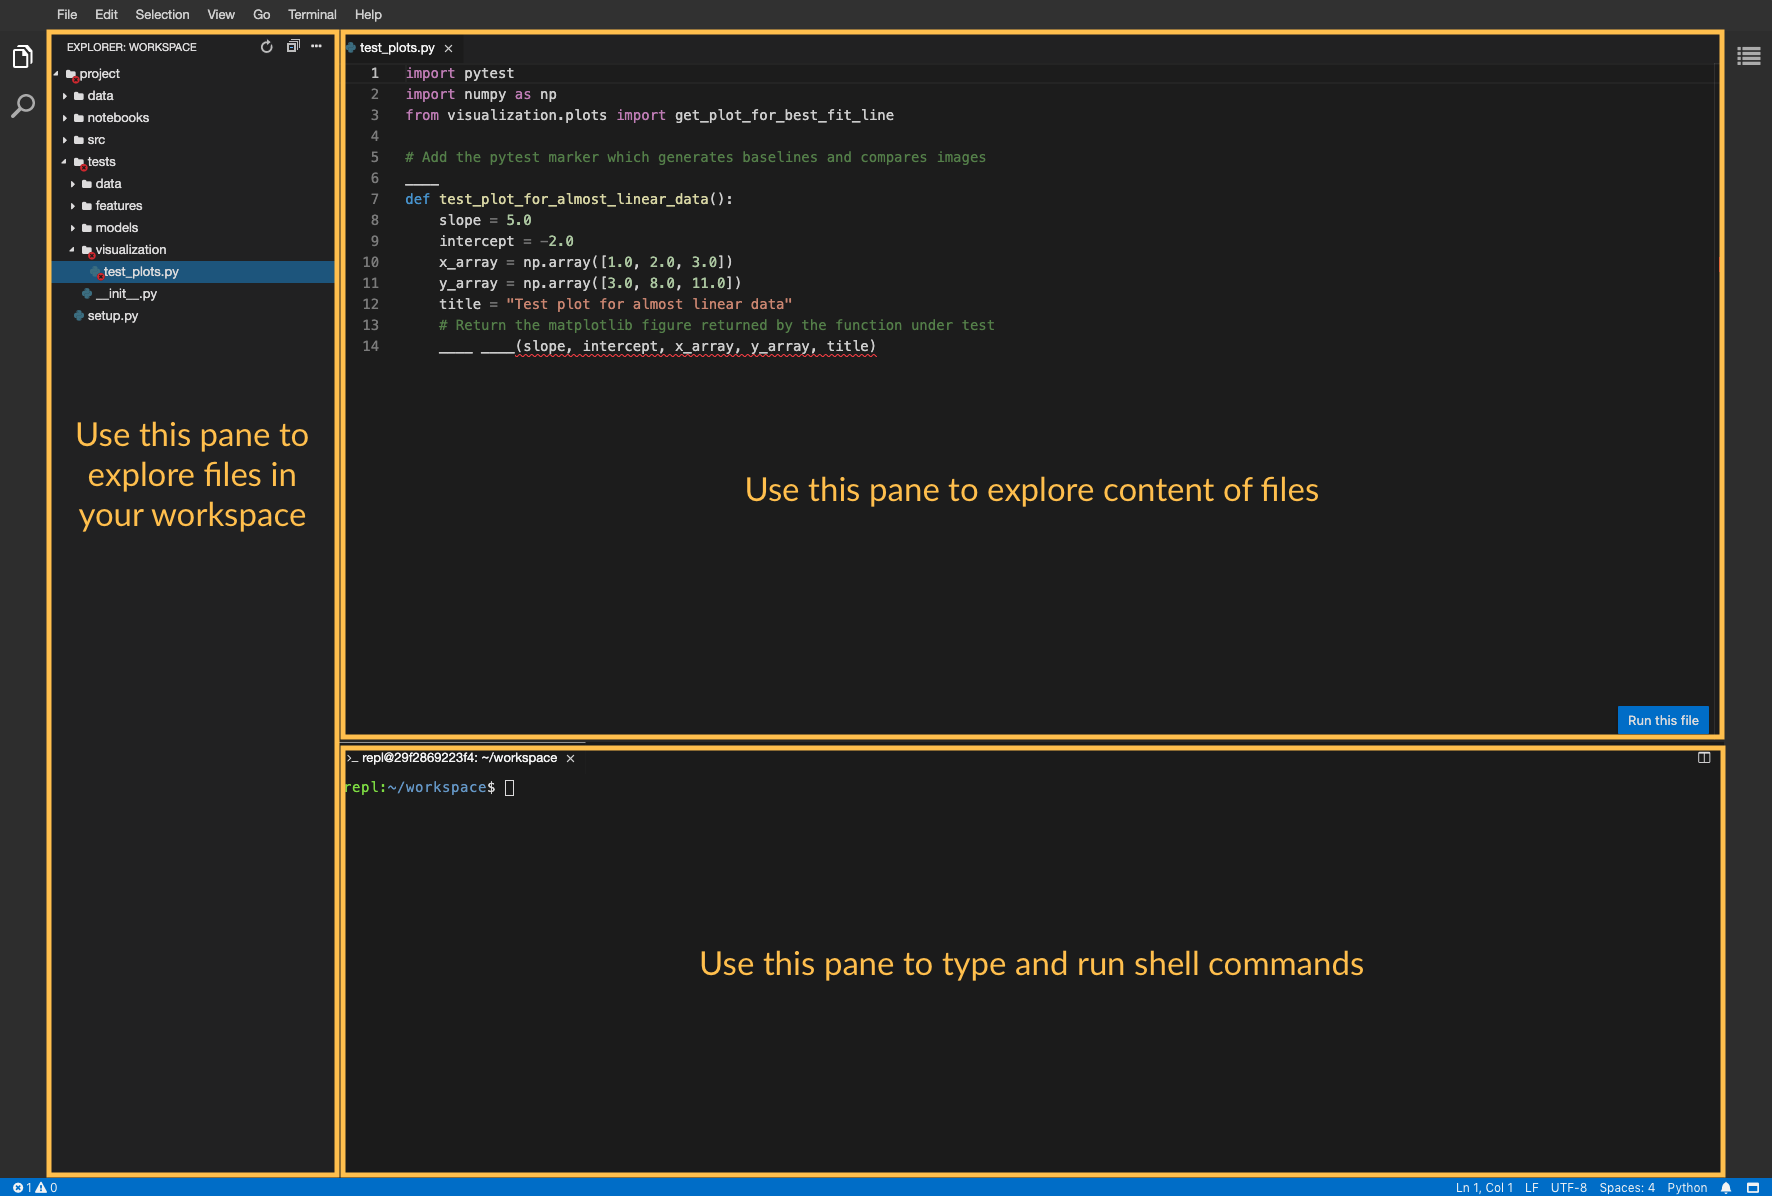 File Edit Selection View Go Terminal Help
EXPLORER: WORKSPACE
project
data
notebooks
src
tests
data
features
models
visualization
test_plots.py
__init__.py
setup.py
Use this pane to
explore files in
your workspace
test_plots.py
1 import pytest
2 import numpy as np
3 from visualization.plots import get_plot_for_best_fit_line
4
5 # Add the pytest marker which generates baselines and compares images
6 ____
7 def test_plot_for_almost_linear_data():
8 slope = 5.0
9 intercept = -2.0
10 x_array = np.array([1.0, 2.0, 3.0])
11 y_array = np.array([3.0, 8.0, 11.0])
12 title = "Test plot for almost linear data"
13 # Return the matplotlib figure returned by the function under test
14 ____ ____(slope, intercept, x_array, y_array, title)
Use this pane to explore content of files
Run this file
>_ repl@29f2869223f4: ~/workspace
repl:~/workspace$
Use this pane to type and run shell commands
1 0
Ln 1, Col 1 LF UTF-8 Spaces: 4 Python